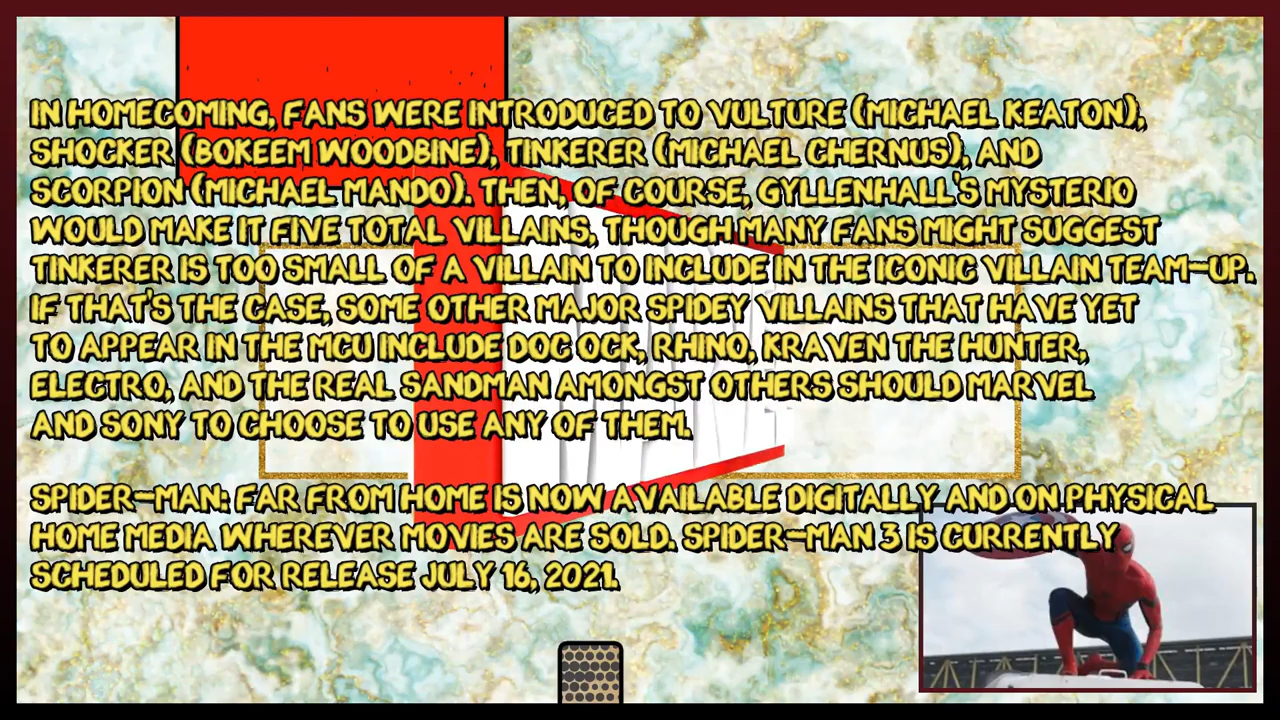 IN HOMECOMING, FANS WERE INTRODUCED TO VULTURE (MICHAEL KEATON),
SHOCKER (BOKEEM WOODBINE), TINKERER (MICHAEL CHERNUS), AND
SCORPION (MICHAEL MANDO). THEN, OF COURSE, GYLLENHALL'S MYSTERIO
WOULD MAKE IT FIVE TOTAL VILLAINS, THOUGH MANY FANS MIGHT SUGGEST
TINKERER IS TOO SMALL OF A VILLAIN TO INCLUDE IN THE ICONIC VILLAIN TEAM-UP.
IF THAT'S THE CASE, SOME OTHER MAJOR SPIDEY VILLAINS THAT HAVE YET
TO APPEAR IN THE MCU INCLUDE DOC OCK, RHINO, KRAVEN THE HUNTER,
ELECTRO, AND THE REAL SANDMAN AMONGST OTHERS SHOULD MARVEL
AND SONY TO CHOOSE TO USE ANY OF THEM.
SPIDER-MAN: FAR FROM HOME IS NOW AVAILABLE DIGITALLY AND ON PHYSICAL
HOME MEDIA WHEREVER MOVIES ARE SOLD. SPIDER-MAN 3 IS CURRENTLY
SCHEDULED FOR RELEASE JULY 16, 2021.